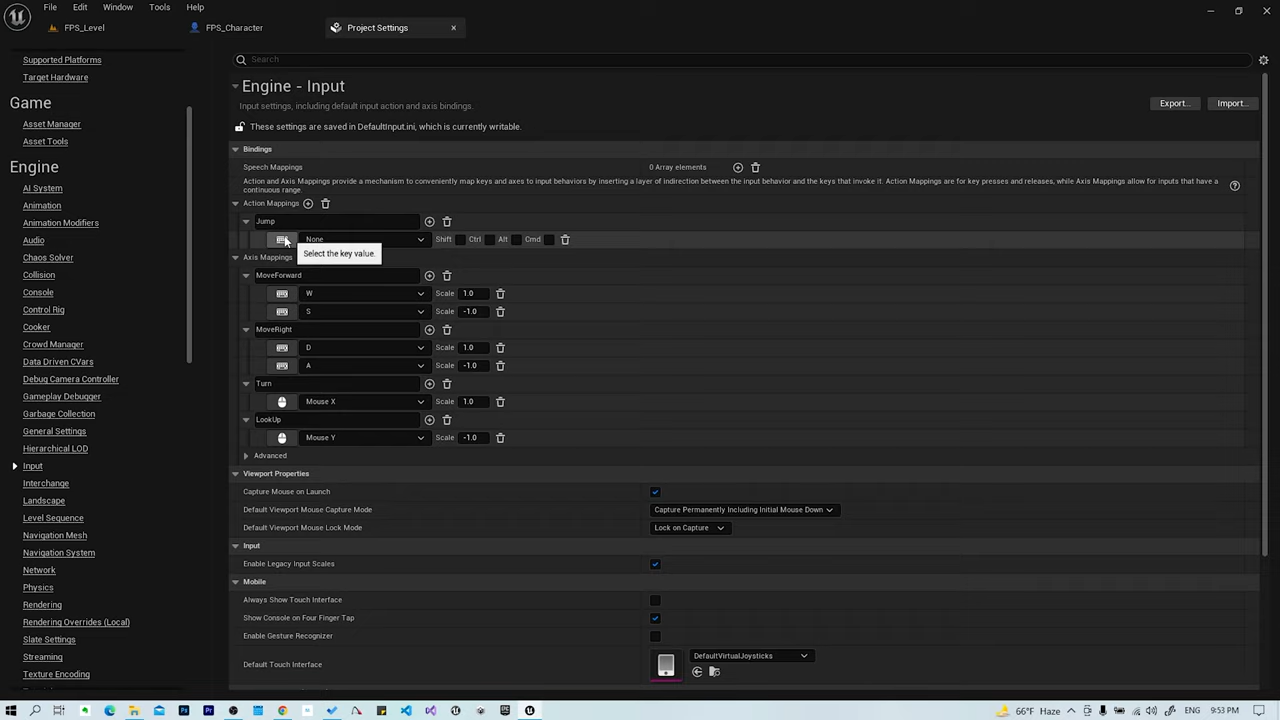 File Edit Window Tools Help
FPS_Level FPS_Character Project Settings
Supported Platforms
Target Hardware
Game
Asset Manager
Asset Tools
Engine
AI System
Animation
Animation Modifiers
Audio
Chaos Solver
Collision
Console
Control Rig
Cooker
Crowd Manager
Data Driven CVars
Debug Camera Controller
Gameplay Debugger
Garbage Collection
General Settings
Hierarchical LOD
Input
Interchange
Landscape
Level Sequence
Navigation Mesh
Navigation System
Network
Physics
Rendering
Rendering Overrides (Local)
Slate Settings
Streaming
Texture Encoding
Search
Engine - Input
Input settings, including default input action and axis bindings.
Export... Import...
These settings are saved in DefaultInput.ini, which is currently writable.
Bindings
Speech Mappings 0 Array elements
Action and Axis Mappings provide a mechanism to conveniently map keys and axes to input behaviors by inserting a layer of indirection between the input behavior and the keys that invoke it. Action Mappings are for key presses and releases, while Axis Mappings allow for inputs that have a
continuous range.
Action Mappings
Jump
None Shift Ctrl Alt Cmd
Select the key value.
Axis Mappings
MoveForward
W Scale 1.0
S Scale -1.0
MoveRight
D Scale 1.0
A Scale -1.0
Turn
Mouse X Scale 1.0
LookUp
Mouse Y Scale -1.0
Advanced
Viewport Properties
Capture Mouse on Launch
Default Viewport Mouse Capture Mode Capture Permanently Including Initial Mouse Down
Default Viewport Mouse Lock Mode Lock on Capture
Input
Enable Legacy Input Scales
Mobile
Always Show Touch Interface
Show Console on Four Finger Tap
Enable Gesture Recognizer
Default Touch Interface DefaultVirtualJoysticks
66°F Haze ENG 9:53 PM